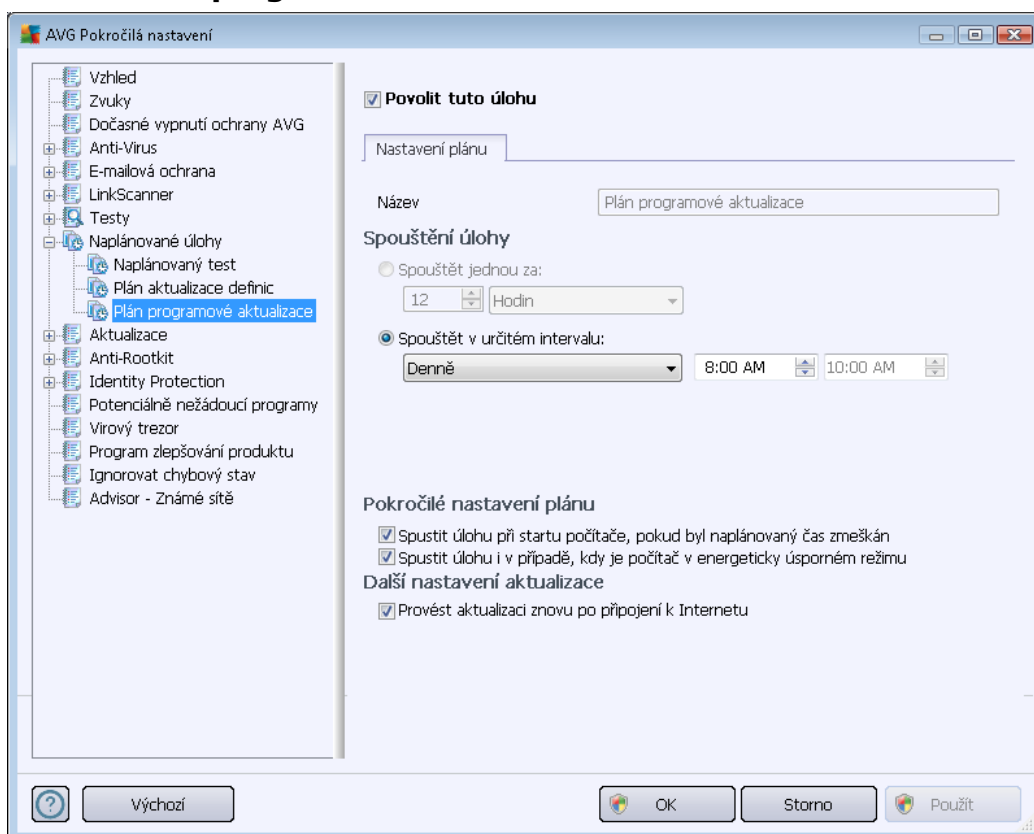 AVG Pokročilá nastavení
Vzhled
Zvuky
Dočasné vypnutí ochrany AVG
Anti-Virus
E-mailová ochrana
LinkScanner
Testy
Naplánované úlohy
Naplánovaný test
Plán aktualizace definic
Plán programové aktualizace
Aktualizace
Anti-Rootkit
Identity Protection
Potenciálně nežádoucí programy
Virový trezor
Program zlepšování produktu
Ignorovat chybový stav
Advisor - Známé sítě
Povolit tuto úlohu
Nastavení plánu
Název Plán programové aktualizace
Spouštění úlohy
Spouštět jednou za:
12 Hodin
Spouštět v určitém intervalu:
Denně 8:00 AM 10:00 AM
Pokročilé nastavení plánu
Spustit úlohu při startu počítače, pokud byl naplánovaný čas zmeškán
Spustit úlohu i v případě, kdy je počítač v energeticky úsporném režimu
Další nastavení aktualizace
Provést aktualizaci znovu po připojení k Internetu
Výchozí OK Storno Použít